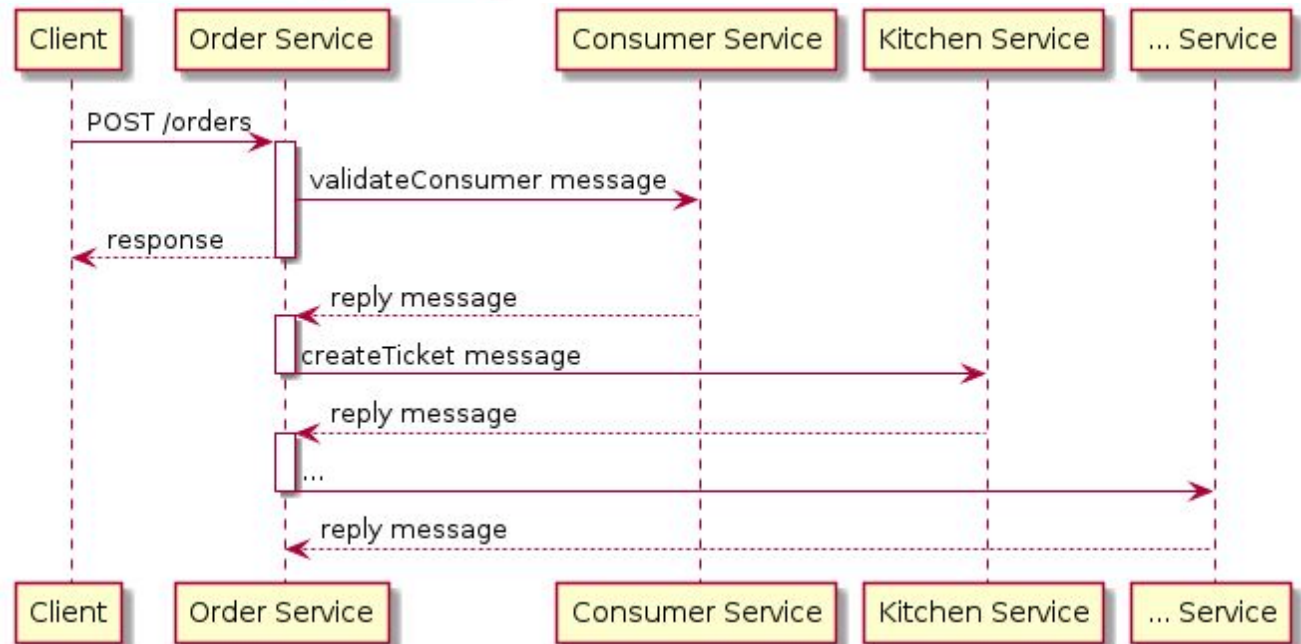 Client
Order Service
Consumer Service
Kitchen Service
... Service
POST /orders
validateConsumer message
response
reply message
createTicket message
reply message
...
reply message
Client
Order Service
Consumer Service
Kitchen Service
... Service